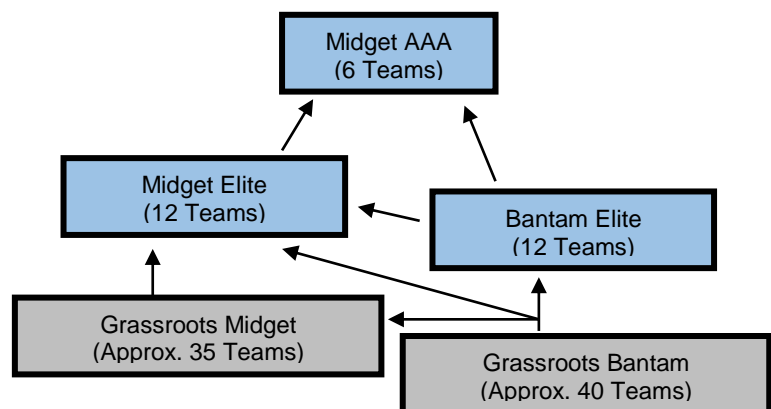 Midget AAA
(6 Teams)
Midget Elite
(12 Teams)
Bantam Elite
(12 Teams)
Grassroots Midget
(Approx. 35 Teams)
Grassroots Bantam
(Approx. 40 Teams)